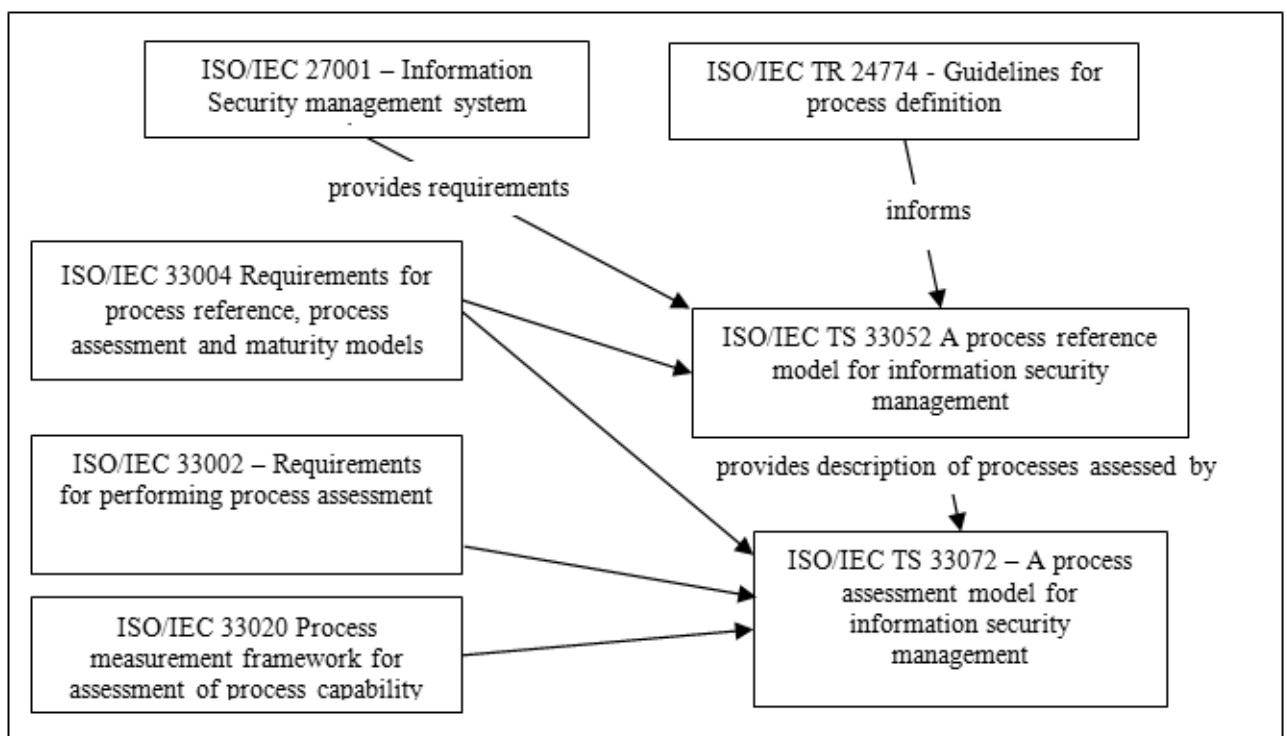 ISO/IEC 27001 – Information
Security management system
ISO/IEC TR 24774 - Guidelines for
process definition
provides requirements
informs
ISO/IEC 33004 Requirements for
process reference, process
assessment and maturity models
ISO/IEC TS 33052 A process reference
model for information security
management
ISO/IEC 33002 – Requirements
for performing process assessment
provides description of processes assessed by
ISO/IEC TS 33072 – A process
assessment model for
information security
management
ISO/IEC 33020 Process
measurement framework for
assessment of process capability